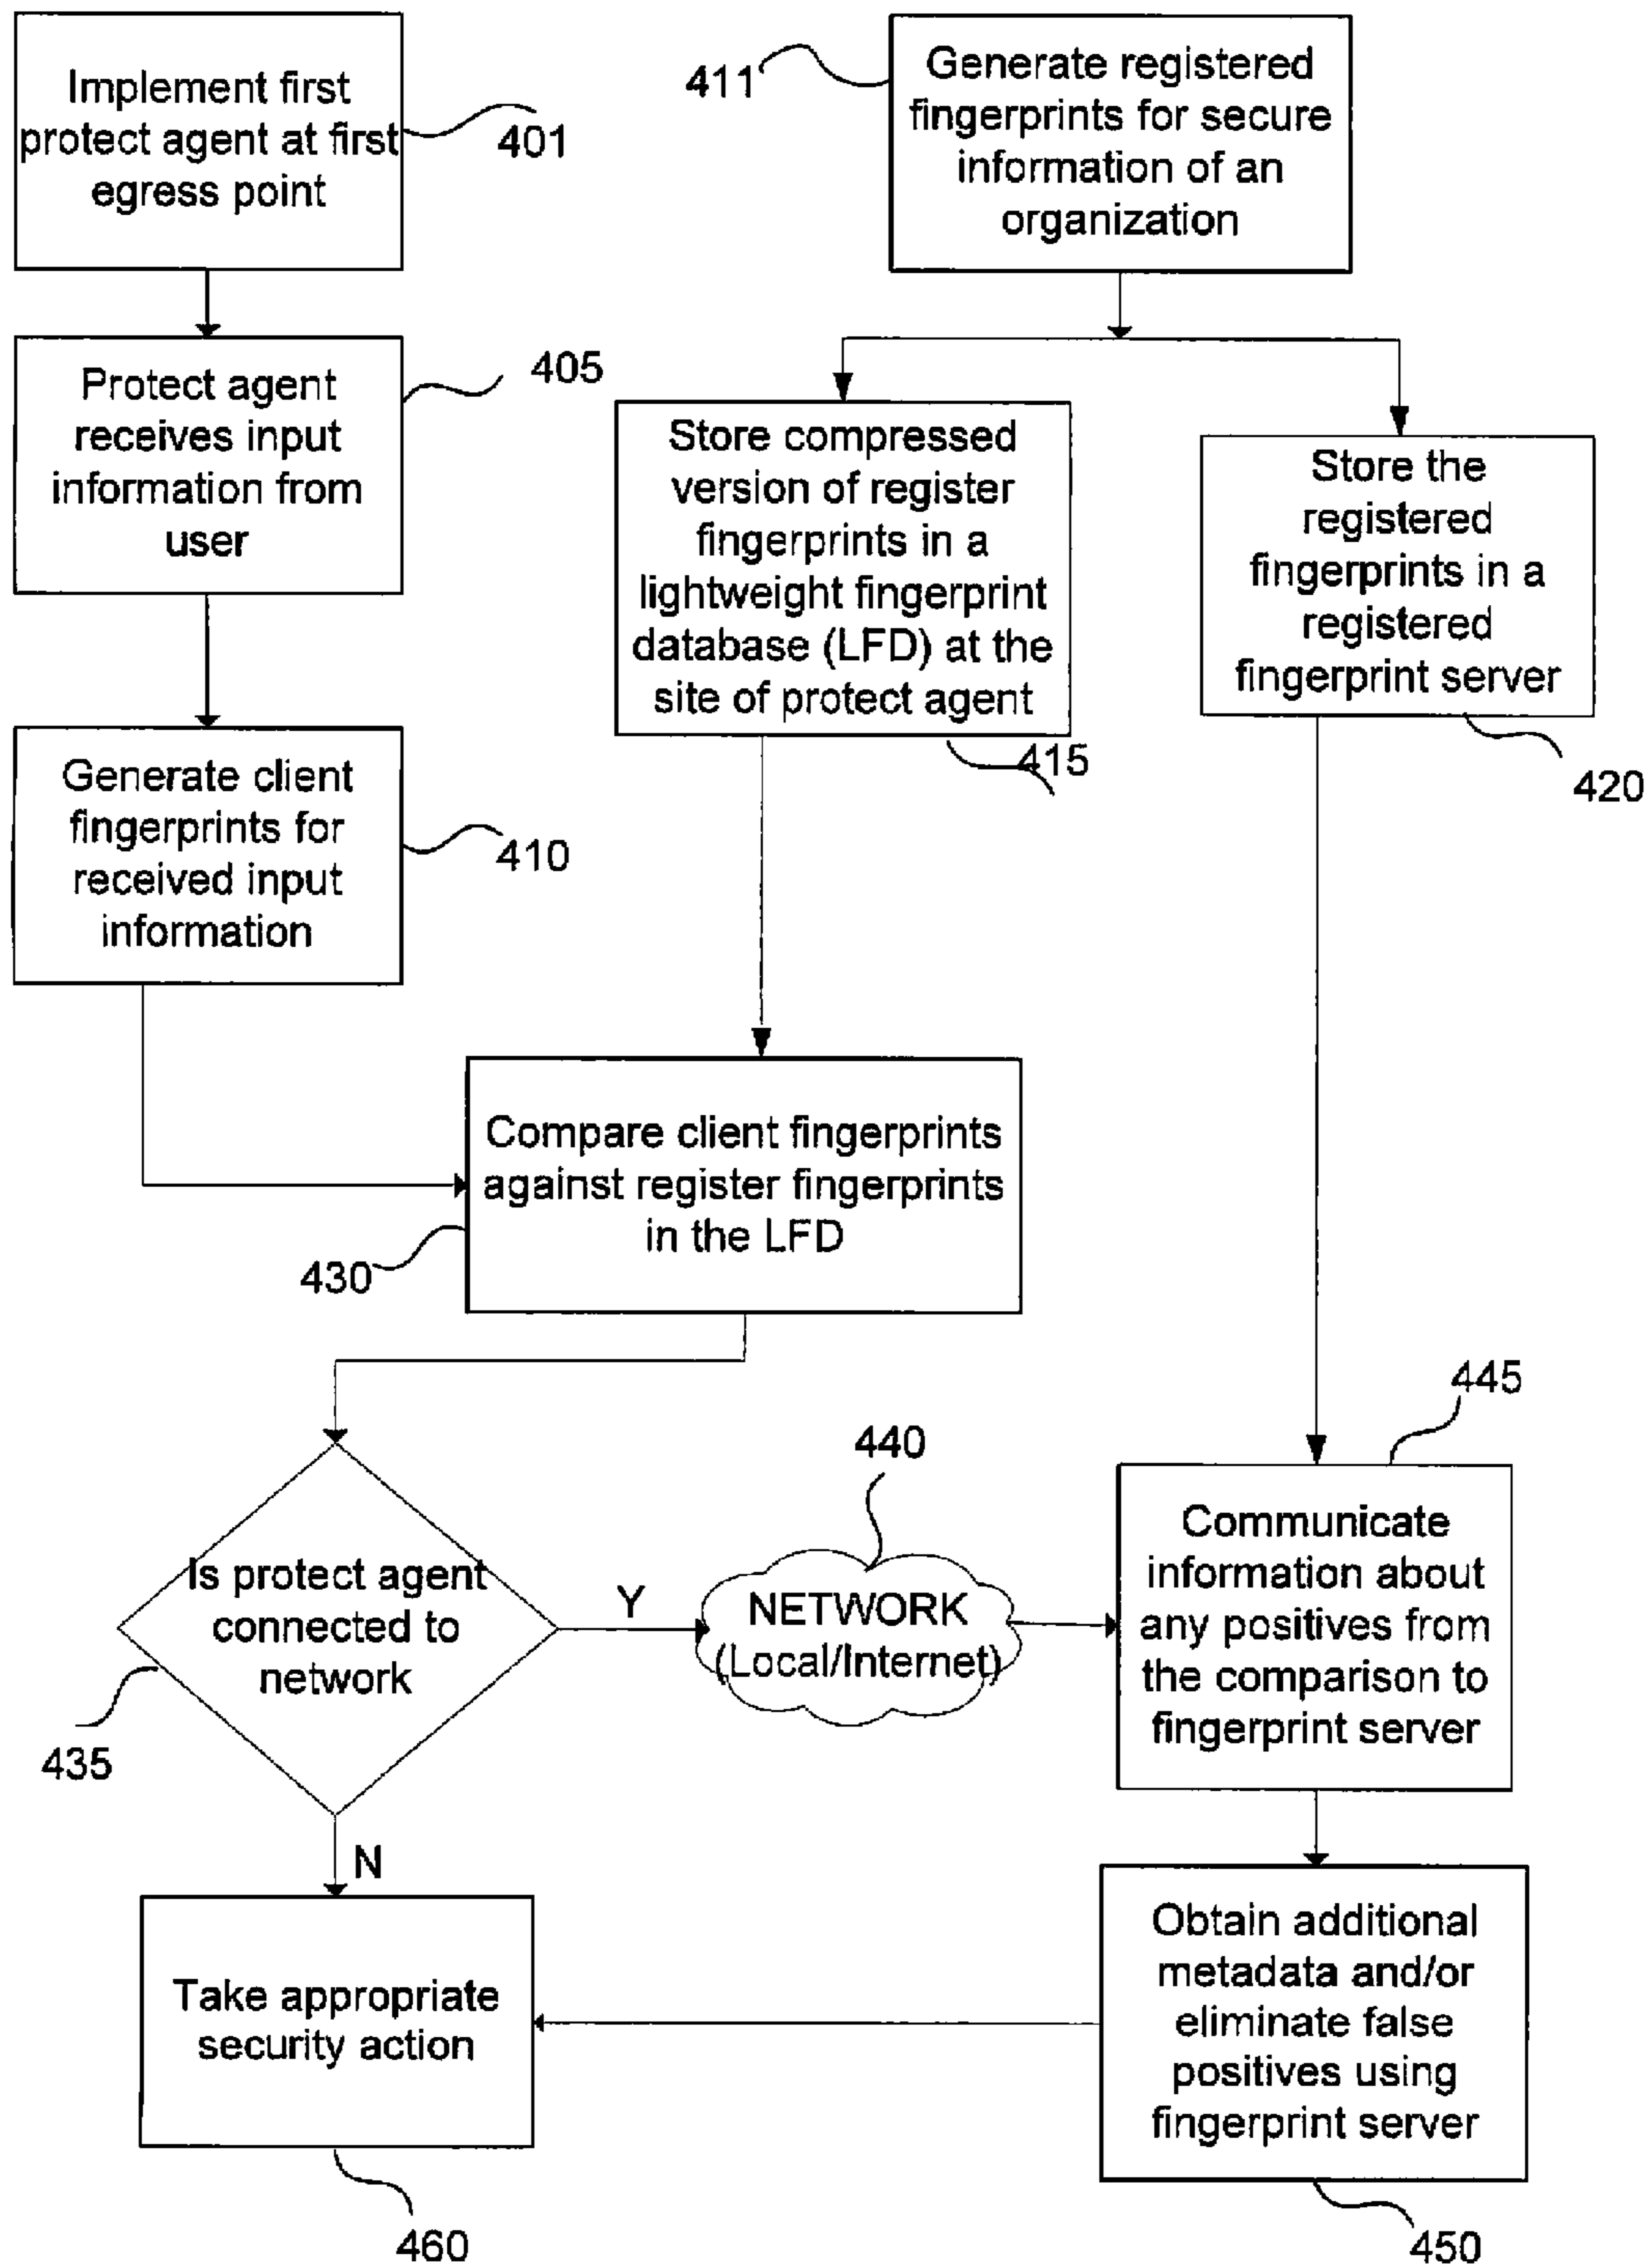 Implement first
protect agent at first
egress point
401
411
Generate registered
fingerprints for secure
information of an
organization
Protect agent
receives input
information from
user
405
Store compressed
version of register
fingerprints in a
lightweight fingerprint
database (LFD) at the
site of protect agent
415
Store the
registered
fingerprints in a
registered
fingerprint server
420
Generate client
fingerprints for
received input
information
410
Compare client fingerprints
against register fingerprints
in the LFD
430
Is protect agent
connected to
network
435
Y
N
440
NETWORK
(Local/Internet)
445
Communicate
information about
any positives from
the comparison to
fingerprint server
Take appropriate
security action
460
Obtain additional
metadata and/or
eliminate false
positives using
fingerprint server
450